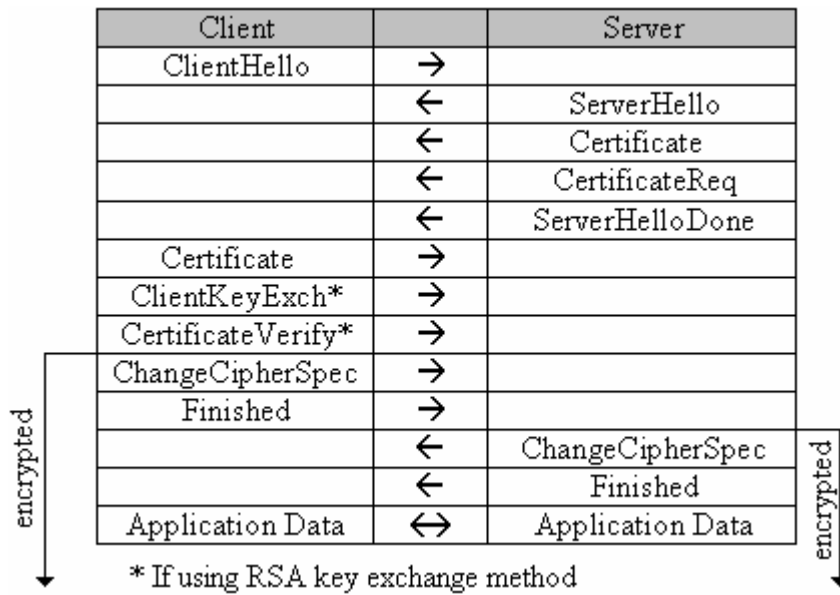 Client Server
ClientHello →
← ServerHello
← Certificate
← CertificateReq
← ServerHelloDone
Certificate →
ClientKeyExch* →
CertificateVerify* →
ChangeCipherSpec →
Finished →
← ChangeCipherSpec
← Finished
Application Data ↔ Application Data
encrypted
encrypted
* If using RSA key exchange method